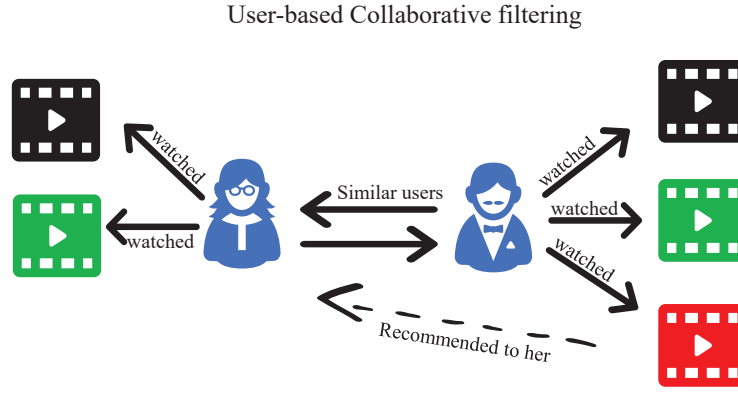 User-based Collaborative filtering
watched
watched
Similar users
watched
watched
watched
Recommended to her